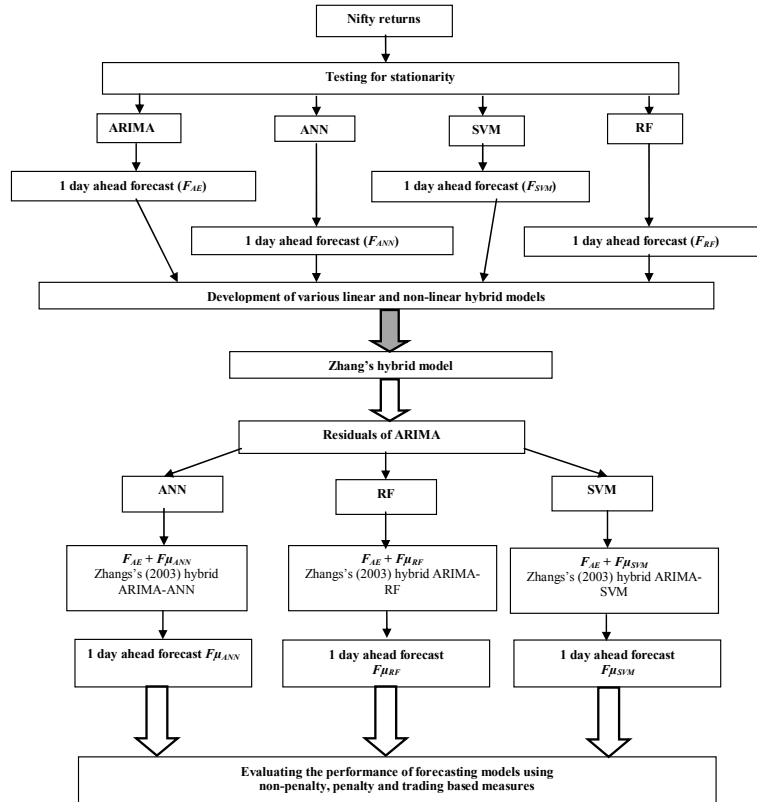 Nifty returns
Testing for stationarity
ARIMA
ANN
SVM
RF
1 day ahead forecast (F_AE)
1 day ahead forecast (F_SVM)
1 day ahead forecast (F_ANN)
1 day ahead forecast (F_RF)
Development of various linear and non-linear hybrid models
Zhang's hybrid model
Residuals of ARIMA
ANN
RF
SVM
F_AE + Fμ_ANN
Zhangs's (2003) hybrid
ARIMA-ANN
F_AE + Fμ_RF
Zhangs's (2003) hybrid ARIMA-
RF
F_AE + Fμ_SVM
Zhangs's (2003) hybrid ARIMA-
SVM
1 day ahead forecast Fμ_ANN
1 day ahead forecast
Fμ_RF
1 day ahead forecast
Fμ_SVM
Evaluating the performance of forecasting models using
non-penalty, penalty and trading based measures